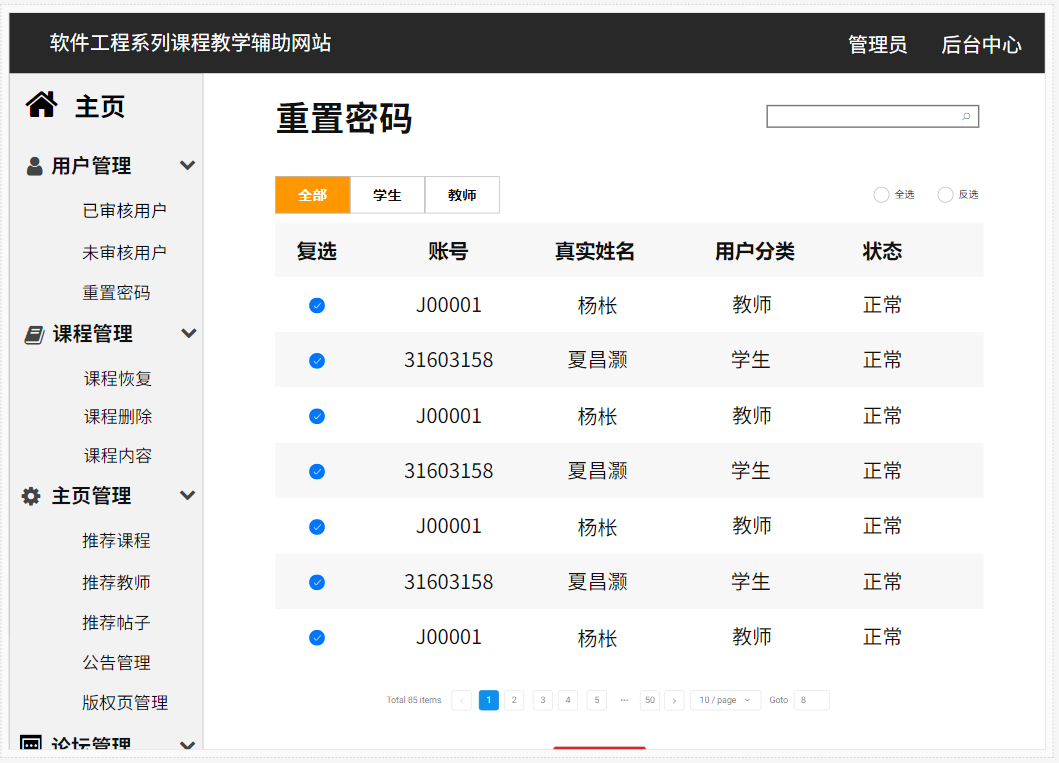 软件工程系列课程教学辅助网站 管理员 后台中心
主页
用户管理
已审核用户
未审核用户
重置密码
课程管理
课程恢复
课程删除
课程内容
主页管理
推荐课程
推荐教师
推荐帖子
公告管理
版权页管理
论坛管理
重置密码
全部 学生 教师 全选 反选
复选 账号 真实姓名 用户分类 状态
J00001 杨枨 教师 正常
31603158 夏昌灏 学生 正常
J00001 杨枨 教师 正常
31603158 夏昌灏 学生 正常
J00001 杨枨 教师 正常
31603158 夏昌灏 学生 正常
J00001 杨枨 教师 正常
Total 85 items ‹ 1 2 3 4 5 ··· 50 › 10 / page Goto 8